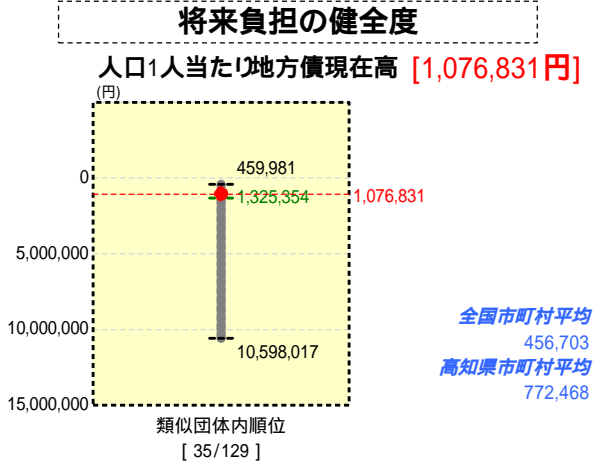 将来負担の健全度
人口1人当たり地方債現在高 [1,076,831円]
(円)
459,981
0
1,325,354
1,076,831
5,000,000
10,000,000
10,598,017
15,000,000
全国市町村平均
456,703
高知県市町村平均
772,468
類似団体内順位
[ 35/129 ]